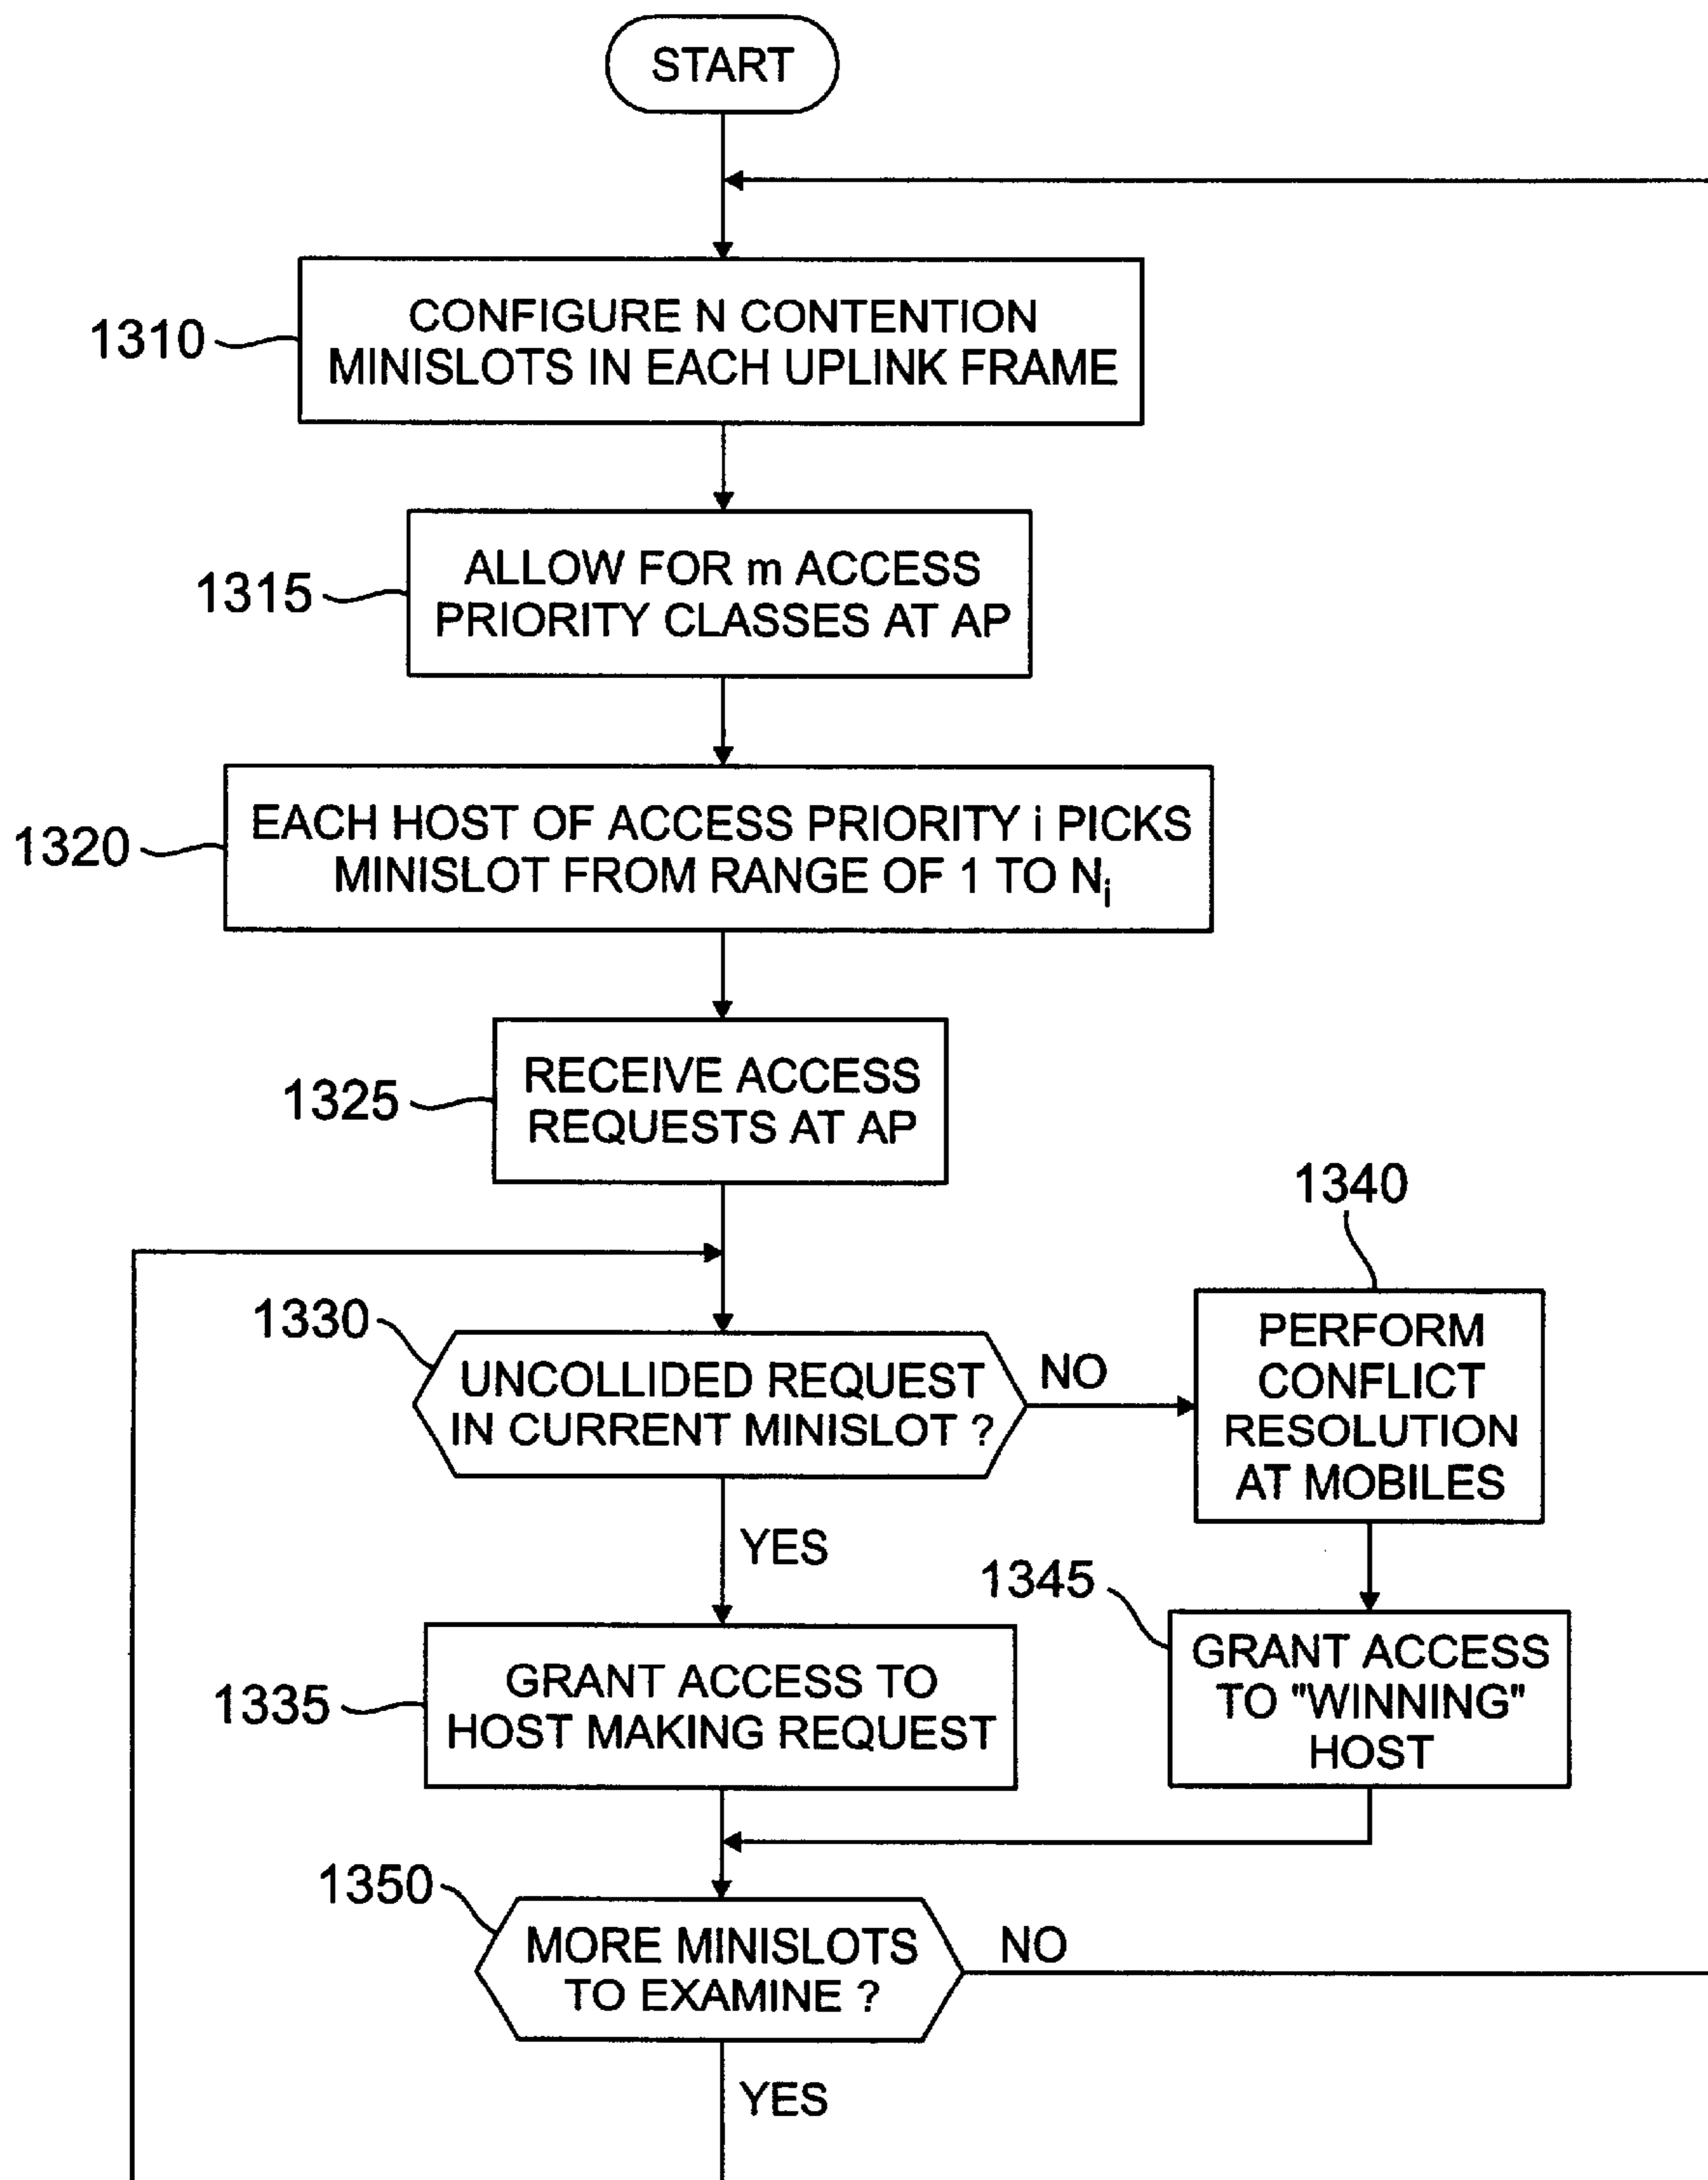 START
1310
CONFIGURE N CONTENTION
MINISLOTS IN EACH UPLINK FRAME
1315
ALLOW FOR m ACCESS
PRIORITY CLASSES AT AP
1320
EACH HOST OF ACCESS PRIORITY i PICKS
MINISLOT FROM RANGE OF 1 TO Ni
1325
RECEIVE ACCESS
REQUESTS AT AP
1330
UNCOLLIDED REQUEST
IN CURRENT MINISLOT ?
NO
1340
PERFORM
CONFLICT
RESOLUTION
AT MOBILES
YES
1345
GRANT ACCESS
TO "WINNING"
HOST
1335
GRANT ACCESS TO
HOST MAKING REQUEST
1350
MORE MINISLOTS
TO EXAMINE ?
NO
YES